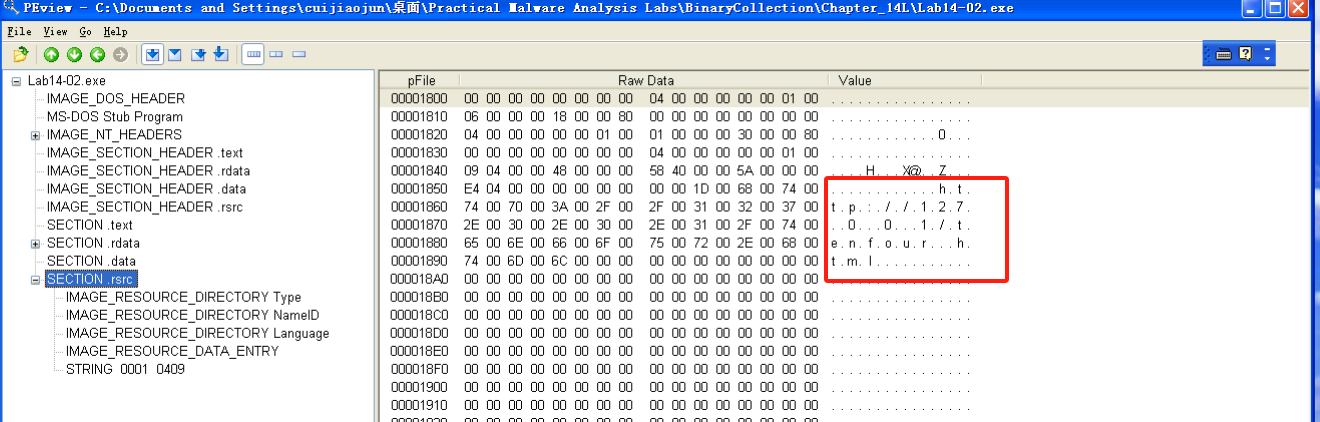 PEview - C:\Documents and Settings\cuijiaojun\桌面\Practical Malware Analysis Labs\BinaryCollection\Chapter_14L\Lab14-02.exe
File View Go Help
pFile Raw Data Value
Lab14-02.exe
IMAGE_DOS_HEADER
MS-DOS Stub Program
IMAGE_NT_HEADERS
IMAGE_SECTION_HEADER .text
IMAGE_SECTION_HEADER .rdata
IMAGE_SECTION_HEADER .data
IMAGE_SECTION_HEADER .rsrc
SECTION .text
SECTION .rdata
SECTION .data
SECTION .rsrc
IMAGE_RESOURCE_DIRECTORY Type
IMAGE_RESOURCE_DIRECTORY NameID
IMAGE_RESOURCE_DIRECTORY Language
IMAGE_RESOURCE_DATA_ENTRY
STRING 0001 0409
00001800 00 00 00 00 00 00 00 00 04 00 00 00 00 00 01 00 . . . . . . . . . . . . . . . .
00001810 06 00 00 00 18 00 00 80 00 00 00 00 00 00 00 00 . . . . . . . . . . . . . . . .
00001820 04 00 00 00 00 00 01 00 01 00 00 00 30 00 00 80 . . . . . . . . . . . . 0 . . .
00001830 00 00 00 00 00 00 00 00 04 00 00 00 00 00 01 00 . . . . . . . . . . . . . . . .
00001840 09 04 00 00 48 00 00 00 58 40 00 00 5A 00 00 00 . . . . H . . . X@ . . Z . . .
00001850 E4 04 00 00 00 00 00 00 00 00 1D 00 68 00 74 00 . . . . . . . . . . . . h . t .
00001860 74 00 70 00 3A 00 2F 00 2F 00 31 00 32 00 37 00 t . p . : . / . / . 1 . 2 . 7 .
00001870 2E 00 30 00 2E 00 30 00 2E 00 31 00 2F 00 74 00 . . 0 . . . 0 . . . 1 . / . t .
00001880 65 00 6E 00 66 00 6F 00 75 00 72 00 2E 00 68 00 e . n . f . o . u . r . . . h .
00001890 74 00 6D 00 6C 00 00 00 00 00 00 00 00 00 00 00 t . m . l . . . . . . . . . . .
000018A0 00 00 00 00 00 00 00 00 00 00 00 00 00 00 00 00 . . . . . . . . . . . . . . . .
000018B0 00 00 00 00 00 00 00 00 00 00 00 00 00 00 00 00 . . . . . . . . . . . . . . . .
000018C0 00 00 00 00 00 00 00 00 00 00 00 00 00 00 00 00 . . . . . . . . . . . . . . . .
000018D0 00 00 00 00 00 00 00 00 00 00 00 00 00 00 00 00 . . . . . . . . . . . . . . . .
000018E0 00 00 00 00 00 00 00 00 00 00 00 00 00 00 00 00 . . . . . . . . . . . . . . . .
000018F0 00 00 00 00 00 00 00 00 00 00 00 00 00 00 00 00 . . . . . . . . . . . . . . . .
00001900 00 00 00 00 00 00 00 00 00 00 00 00 00 00 00 00 . . . . . . . . . . . . . . . .
00001910 00 00 00 00 00 00 00 00 00 00 00 00 00 00 00 00 . . . . . . . . . . . . . . . .